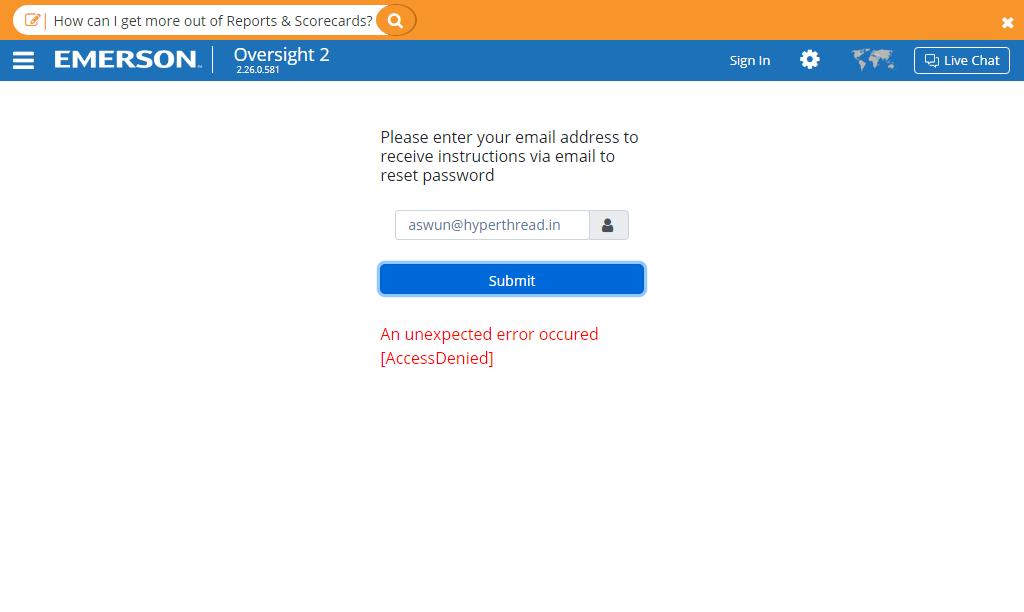 How can I get more out of Reports & Scorecards?
EMERSON™ Oversight 2
2.26.0.581
Sign In
Live Chat
Please enter your email address to
receive instructions via email to
reset password
aswun@hyperthread.in
Submit
An unexpected error occured
[AccessDenied]